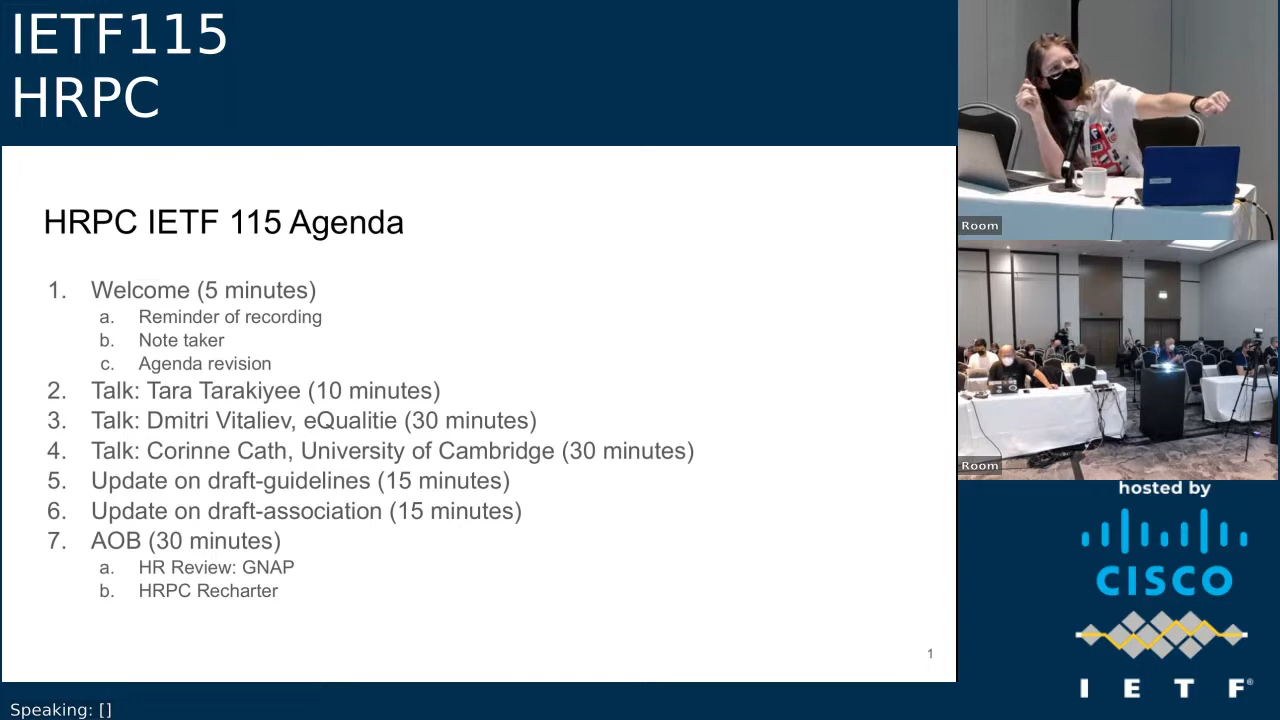 IETF115
HRPC
HRPC IETF 115 Agenda
1. Welcome (5 minutes)
a. Reminder of recording
b. Note taker
c. Agenda revision
2. Talk: Tara Tarakiyee (10 minutes)
3. Talk: Dmitri Vitaliev, eQualitie (30 minutes)
4. Talk: Corinne Cath, University of Cambridge (30 minutes)
5. Update on draft-guidelines (15 minutes)
6. Update on draft-association (15 minutes)
7. AOB (30 minutes)
a. HR Review: GNAP
b. HRPC Recharter
1
Speaking: []
Room
Room
hosted by
CISCO
IETF®